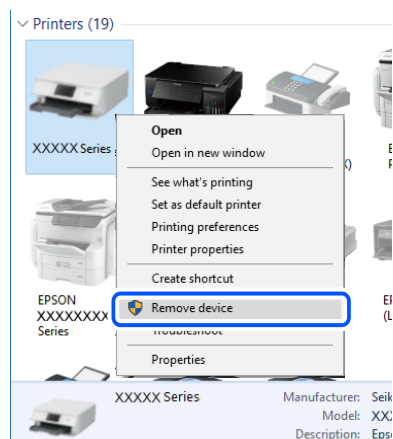 Printers (19)
XXXXX Series
Open
Open in new window
See what's printing
Set as default printer
Printing preferences
Printer properties
Create shortcut
Remove device
Troubleshoot
Properties
EPSON
XXXXXXXX
Series
XXXXX Series
Manufacturer:
Model:
Description: